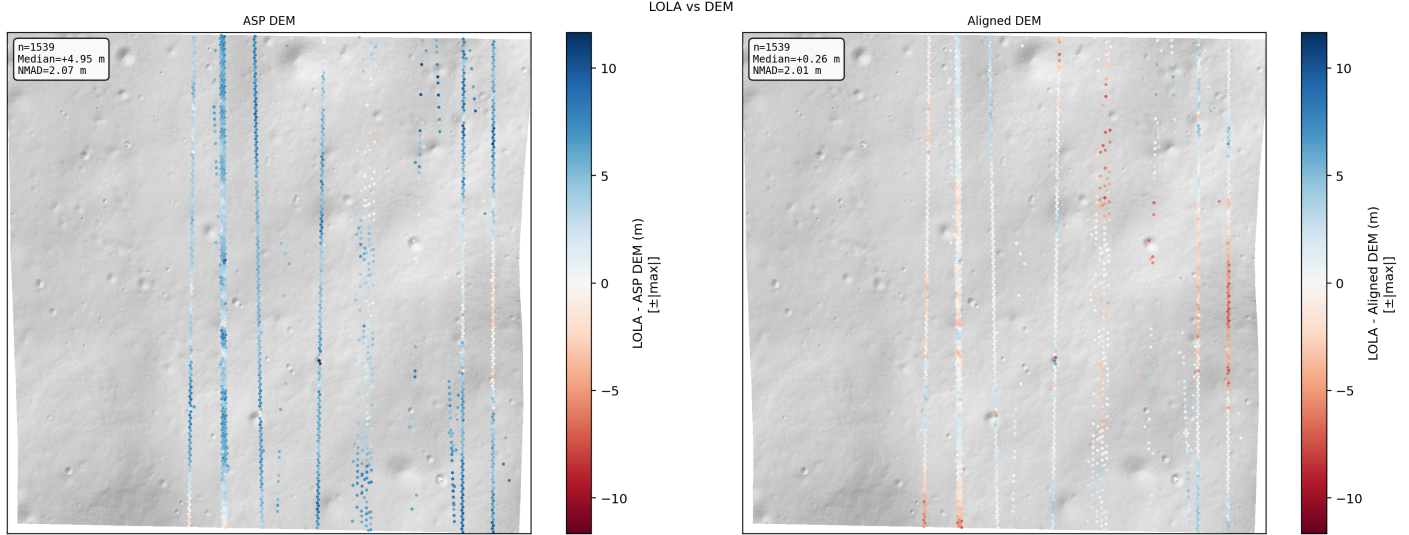 LOLA vs DEM
ASP DEM
n=1539
Median=+4.95 m
NMAD=2.07 m
10
5
0
−5
−10
LOLA - ASP DEM (m)
[±|max|]
Aligned DEM
n=1539
Median=+0.26 m
NMAD=2.01 m
10
5
0
−5
−10
LOLA - Aligned DEM (m)
[±|max|]